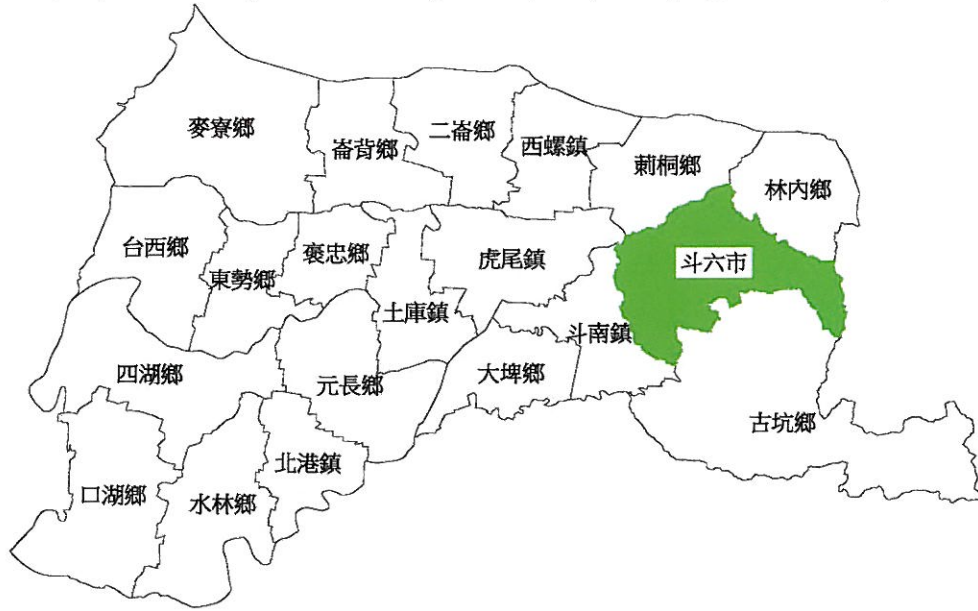 麥寮鄉
崙背鄉
二崙鄉
西螺鎮
莿桐鄉
林內鄉
台西鄉
東勢鄉
褒忠鄉
土庫鎮
虎尾鎮
斗六市
斗南鎮
四湖鄉
元長鄉
大埤鄉
古坑鄉
口湖鄉
水林鄉
北港鎮